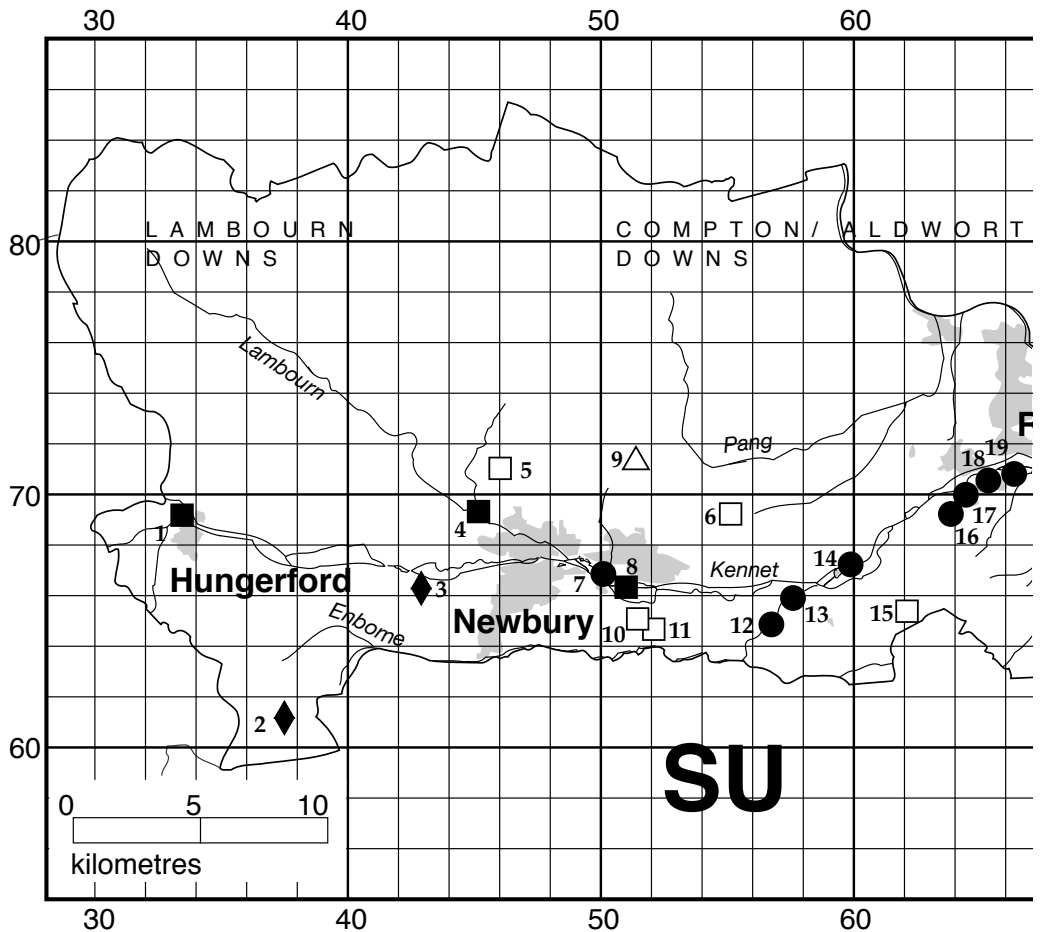 30 40 50 60
LAMBOURN
DOWNS
COMPTON/ ALDWORT
DOWNS
80
Lambourn
Pang
R
9
5
18 19
70
6
17
1
4
16
14
Kennet
8
7
3
Hungerford
13
15
Enborne
Newbury
12
10 11
2
60
SU
0 5 10
kilometres
30 40 50 60